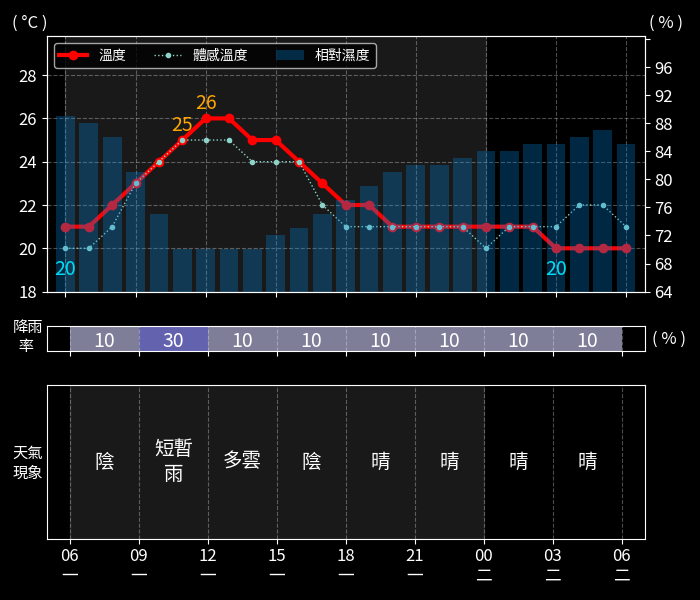 ( °C )
( % )
溫度
體感溫度
相對濕度
28
26
24
22
20
18
96
92
88
84
80
76
72
68
64
25
26
20
20
降雨
率
10
30
10
10
10
10
10
10
( % )
天氣
現象
陰
短暫
雨
多雲
陰
晴
晴
晴
晴
06
09
12
15
18
21
00
03
06
一
一
一
一
一
一
二
二
二